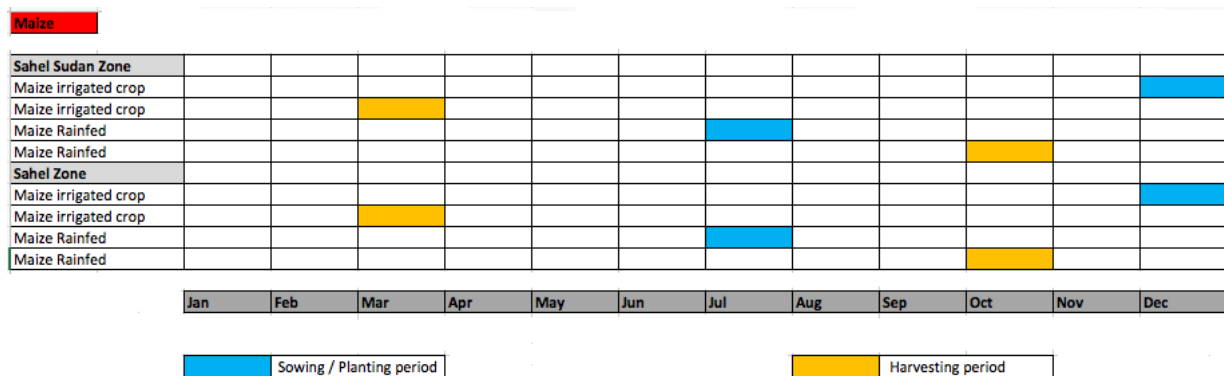 Maize
Sahel Sudan Zone
Maize irrigated crop
Maize irrigated crop
Maize Rainfed
Maize Rainfed
Sahel Zone
Maize irrigated crop
Maize irrigated crop
Maize Rainfed
Maize Rainfed
Jan Feb Mar Apr May Jun Jul Aug Sep Oct Nov Dec
Sowing / Planting period Harvesting period